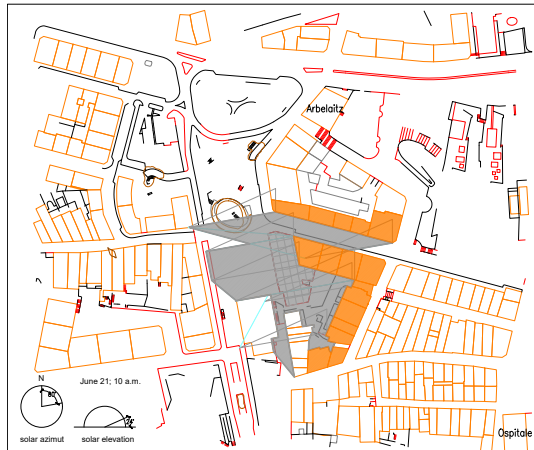 Arbelaitz
June 21; 10 a.m.
N
solar azimut
solar elevation
Ospitale